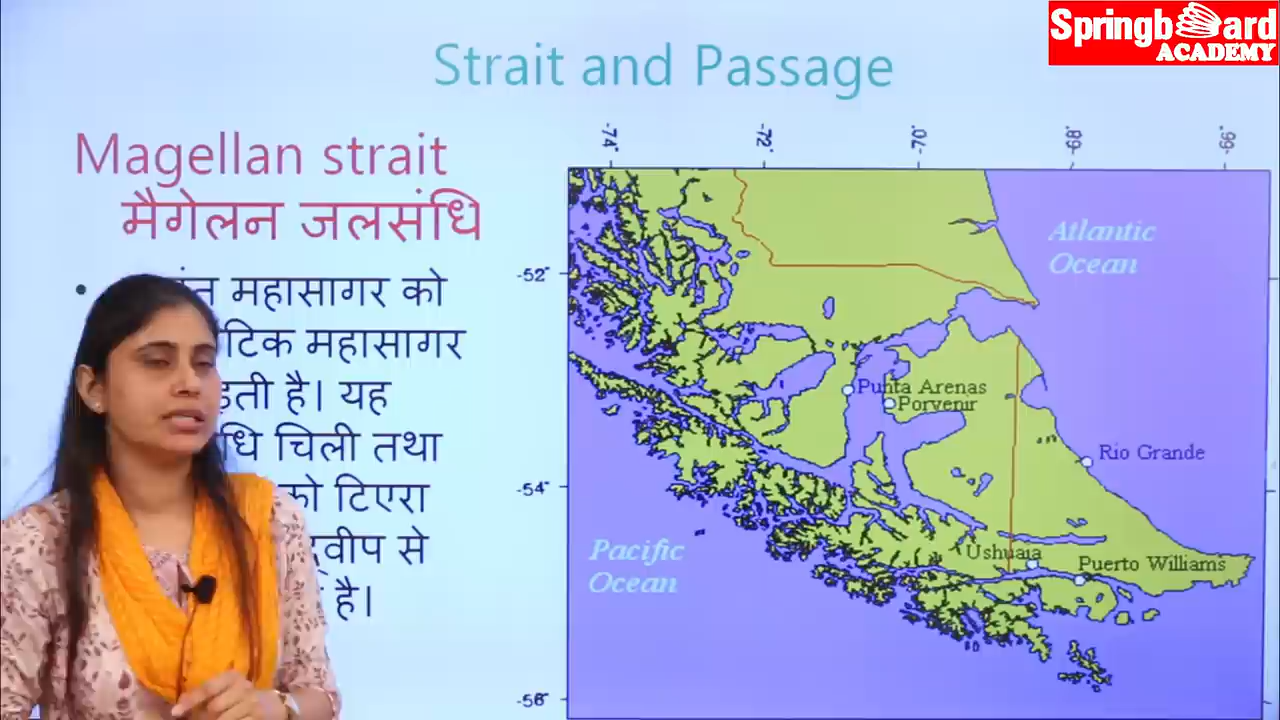 Springboard
ACADEMY
Strait and Passage
Magellan strait
मैगेलन जलसंधि
महासागर को
महासागर
है। यह
चिली तथा
को टिएरा
से
है।
-74°
-72°
-70°
-68°
-66°
-52°
-54°
-56°
Atlantic
Ocean
Punta Arenas
Porvenir
Rio Grande
Pacific
Ocean
Ushuaia
Puerto Williams